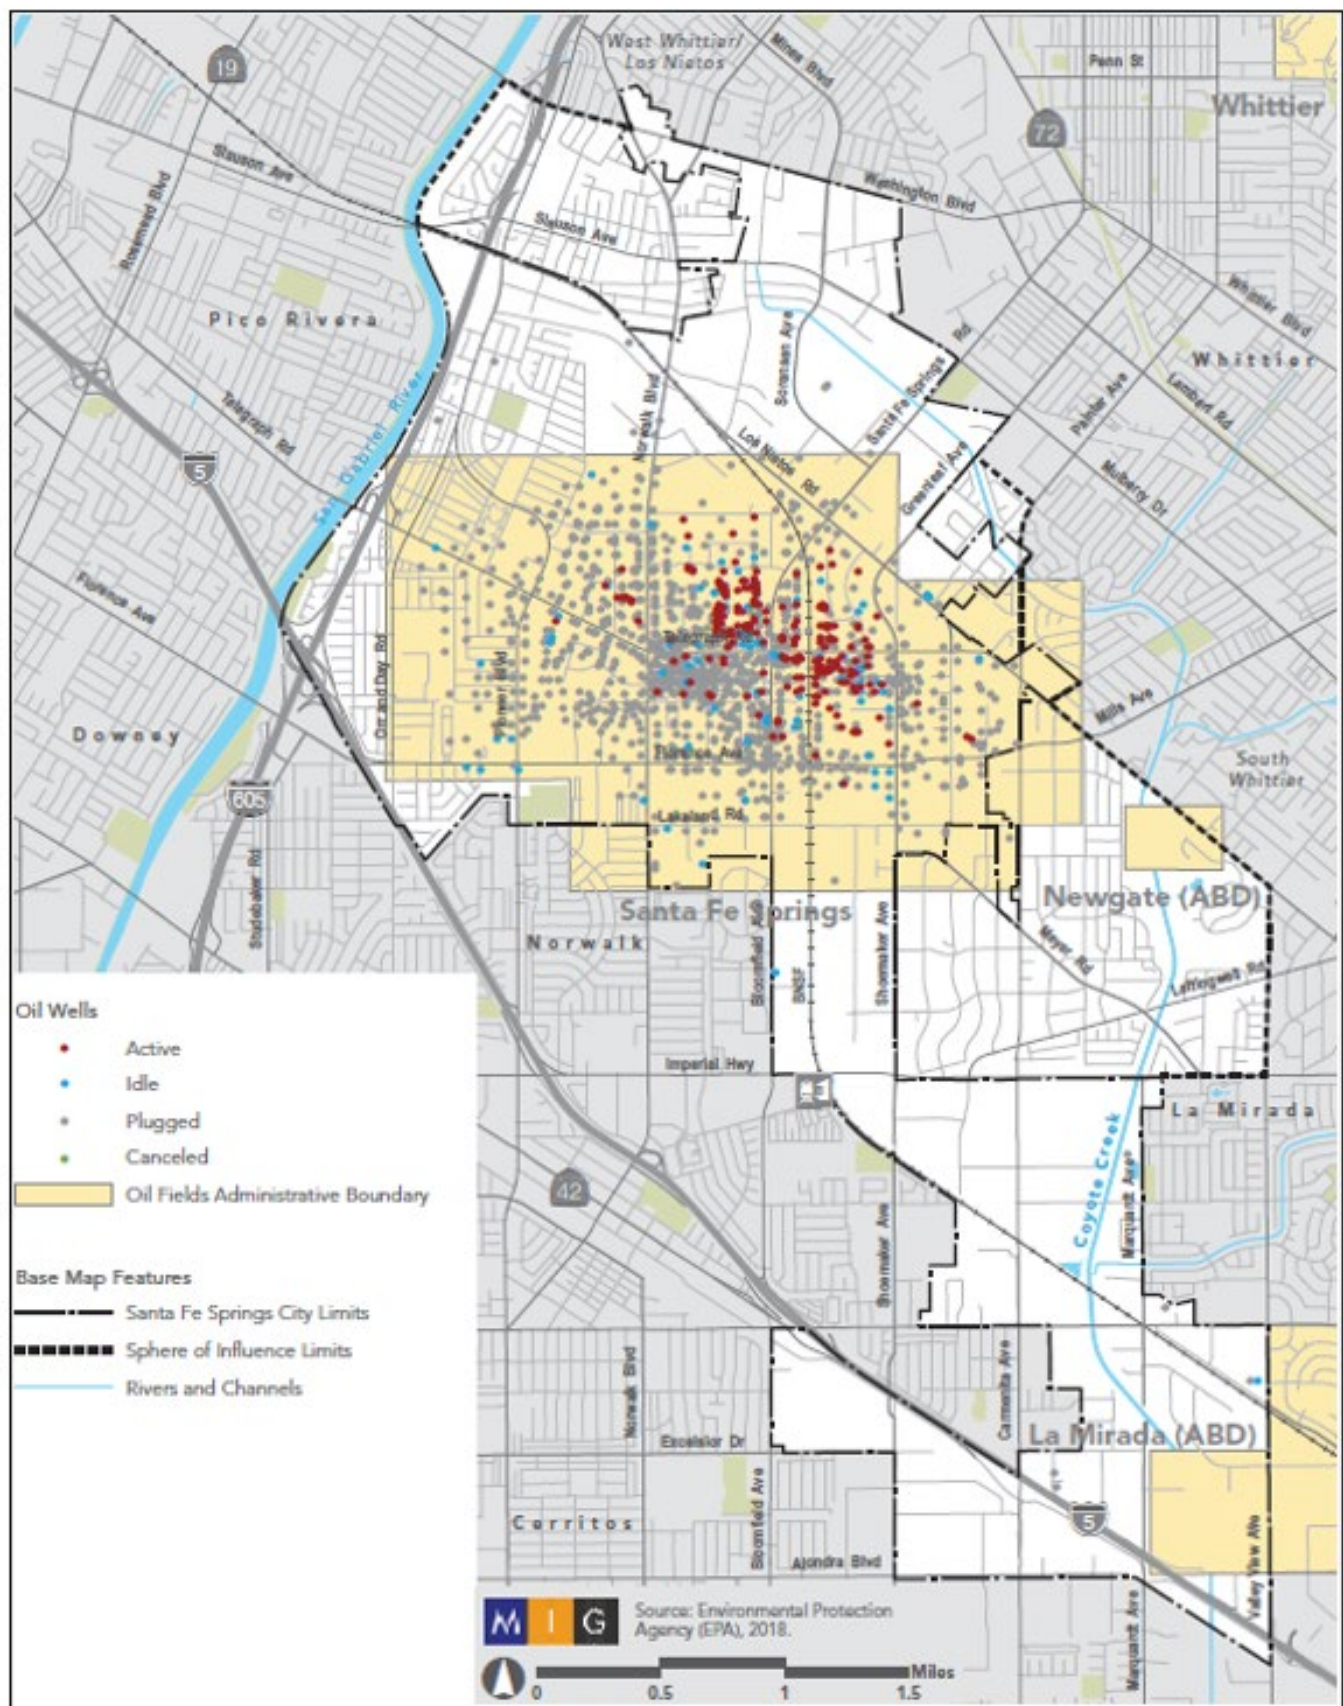 West Whittier/
Los Nietos
Mines Blvd
Penn St
19
Whittier
72
Slauson Ave
Rosemead Blvd
Washington Blvd
Slauson Ave
Pico Rivera
Whittier Blvd
Whittier
Sorensen Ave
Santa Fe Springs Rd
Painter Ave
Lambert Rd
Norwalk Blvd
Telegraph Rd
San Gabriel River
Los Nietos Rd
Greenleaf Ave
Mulberry Dr
5
Florence Ave
Telegraph Rd
Orr and Day Rd
Mills Ave
Downey
Florence Ave
South
Whittier
605
Lakeland Rd
Studebaker Rd
Santa Fe Springs
Newgate (ABD)
Norwalk
Bloomfield Ave
BNSF
Shoemaker Ave
Meyer Rd
Leffingwell Rd
Imperial Hwy
La Mirada
Oil Wells
Active
Idle
Plugged
Canceled
Oil Fields Administrative Boundary
42
Coyote Creek
Marquardt Ave
Shoemaker Ave
Base Map Features
Santa Fe Springs City Limits
Sphere of Influence Limits
Rivers and Channels
Norwalk Blvd
Carmenita Ave
Excelsior Dr
La Mirada (ABD)
Bloomfield Ave
Cerritos
5
Valley View Ave
Alondra Blvd
Marquardt Ave
M I G
Source: Environmental Protection
Agency (EPA), 2018.
Miles
0 0.5 1 1.5